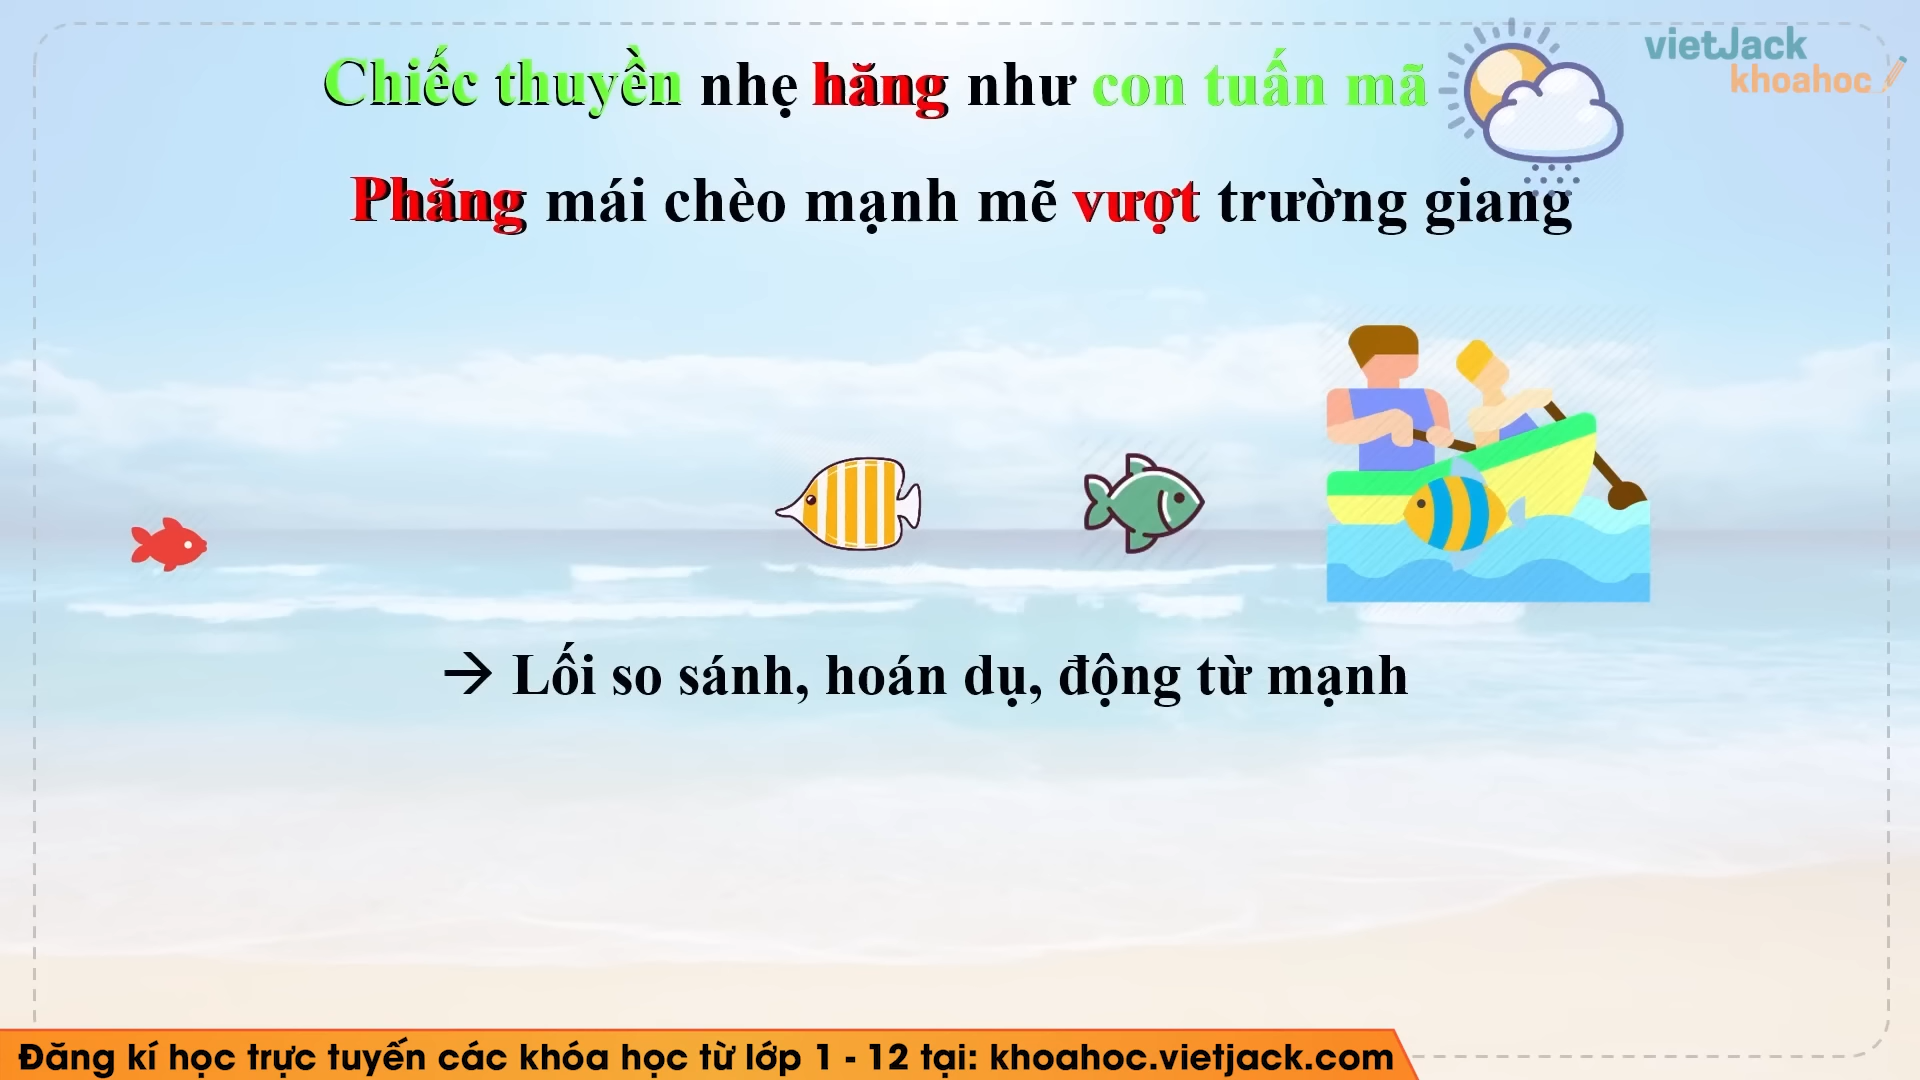 Chiếc thuyền nhẹ hăng như con tuấn mã
vietJack
khoahoc
Phăng mái chèo mạnh mẽ vượt trường giang
→ Lối so sánh, hoán dụ, động từ mạnh
Đăng kí học trực tuyến các khóa học từ lớp 1 - 12 tại: khoahoc.vietjack.com